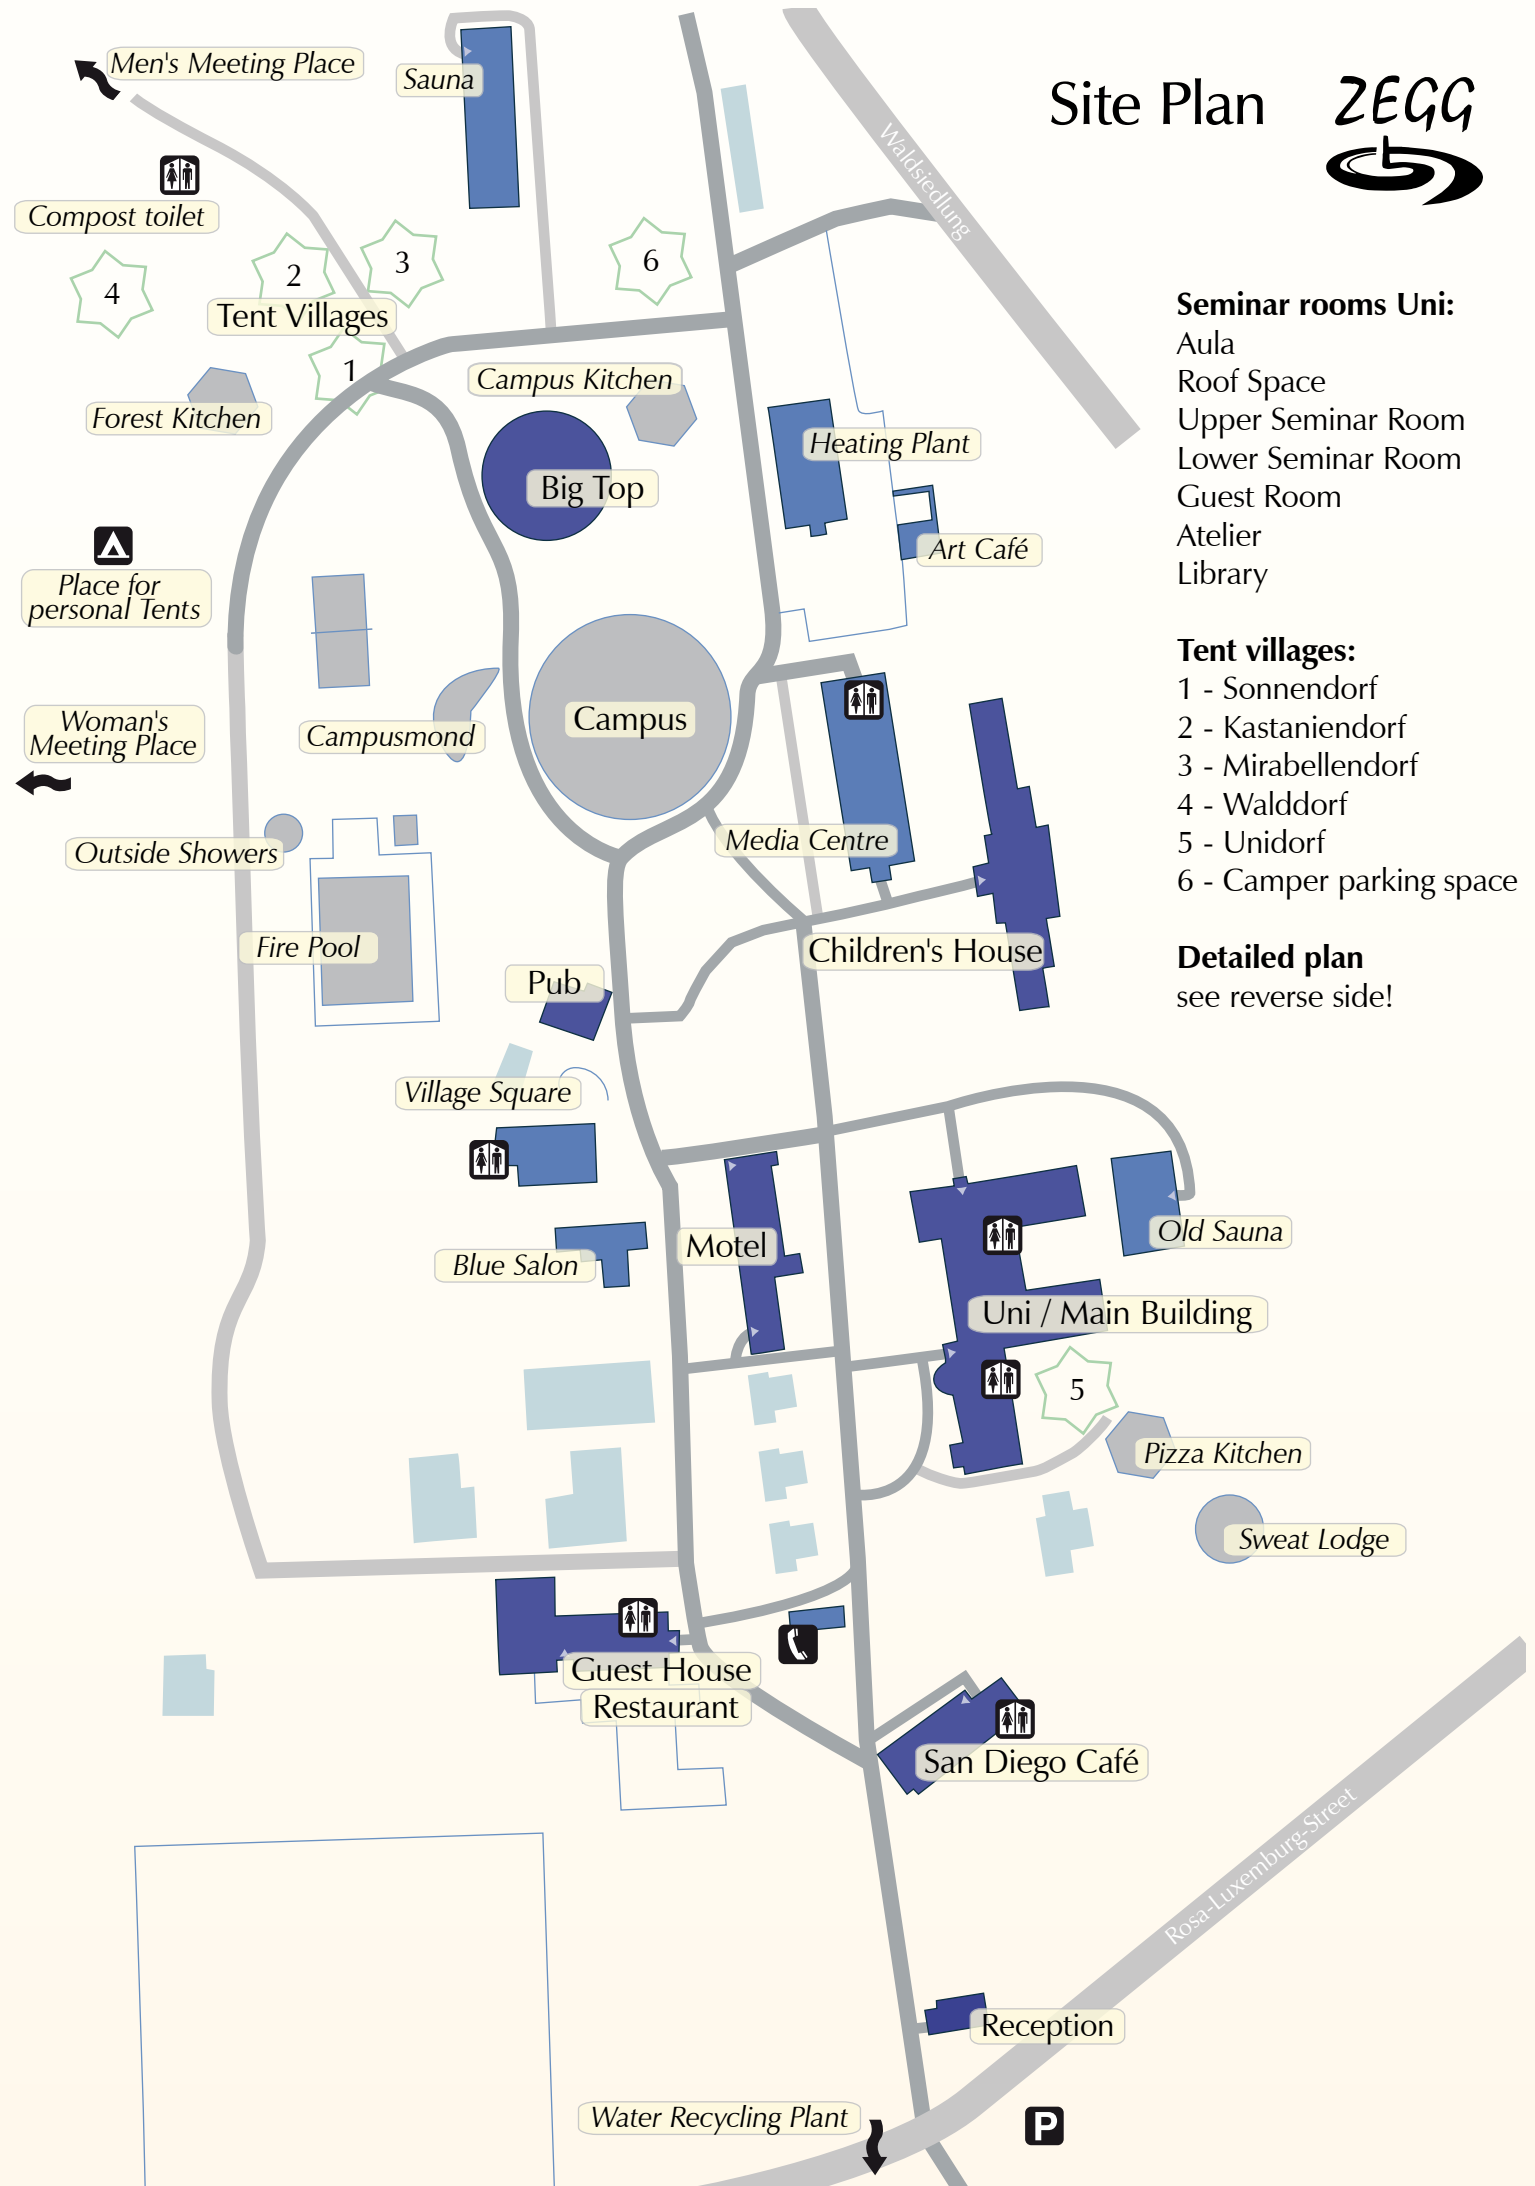 Men's Meeting Place
Sauna
Site Plan
ZEGG
Waldsiedlung
Compost toilet
4
2
3
6
Tent Villages
1
Forest Kitchen
Campus Kitchen
Big Top
Heating Plant
Art Café
Place for
personal Tents
Woman's
Meeting Place
Campusmond
Campus
Outside Showers
Media Centre
Fire Pool
Children's House
Pub
Village Square
Blue Salon
Motel
Old Sauna
Uni / Main Building
5
Pizza Kitchen
Sweat Lodge
Guest House
Restaurant
San Diego Café
Rosa-Luxemburg-Street
Reception
Water Recycling Plant
P
Seminar rooms Uni:
Aula
Roof Space
Upper Seminar Room
Lower Seminar Room
Guest Room
Atelier
Library
Tent villages:
1 - Sonnendorf
2 - Kastaniendorf
3 - Mirabellendorf
4 - Walddorf
5 - Unidorf
6 - Camper parking space
Detailed plan
see reverse side!